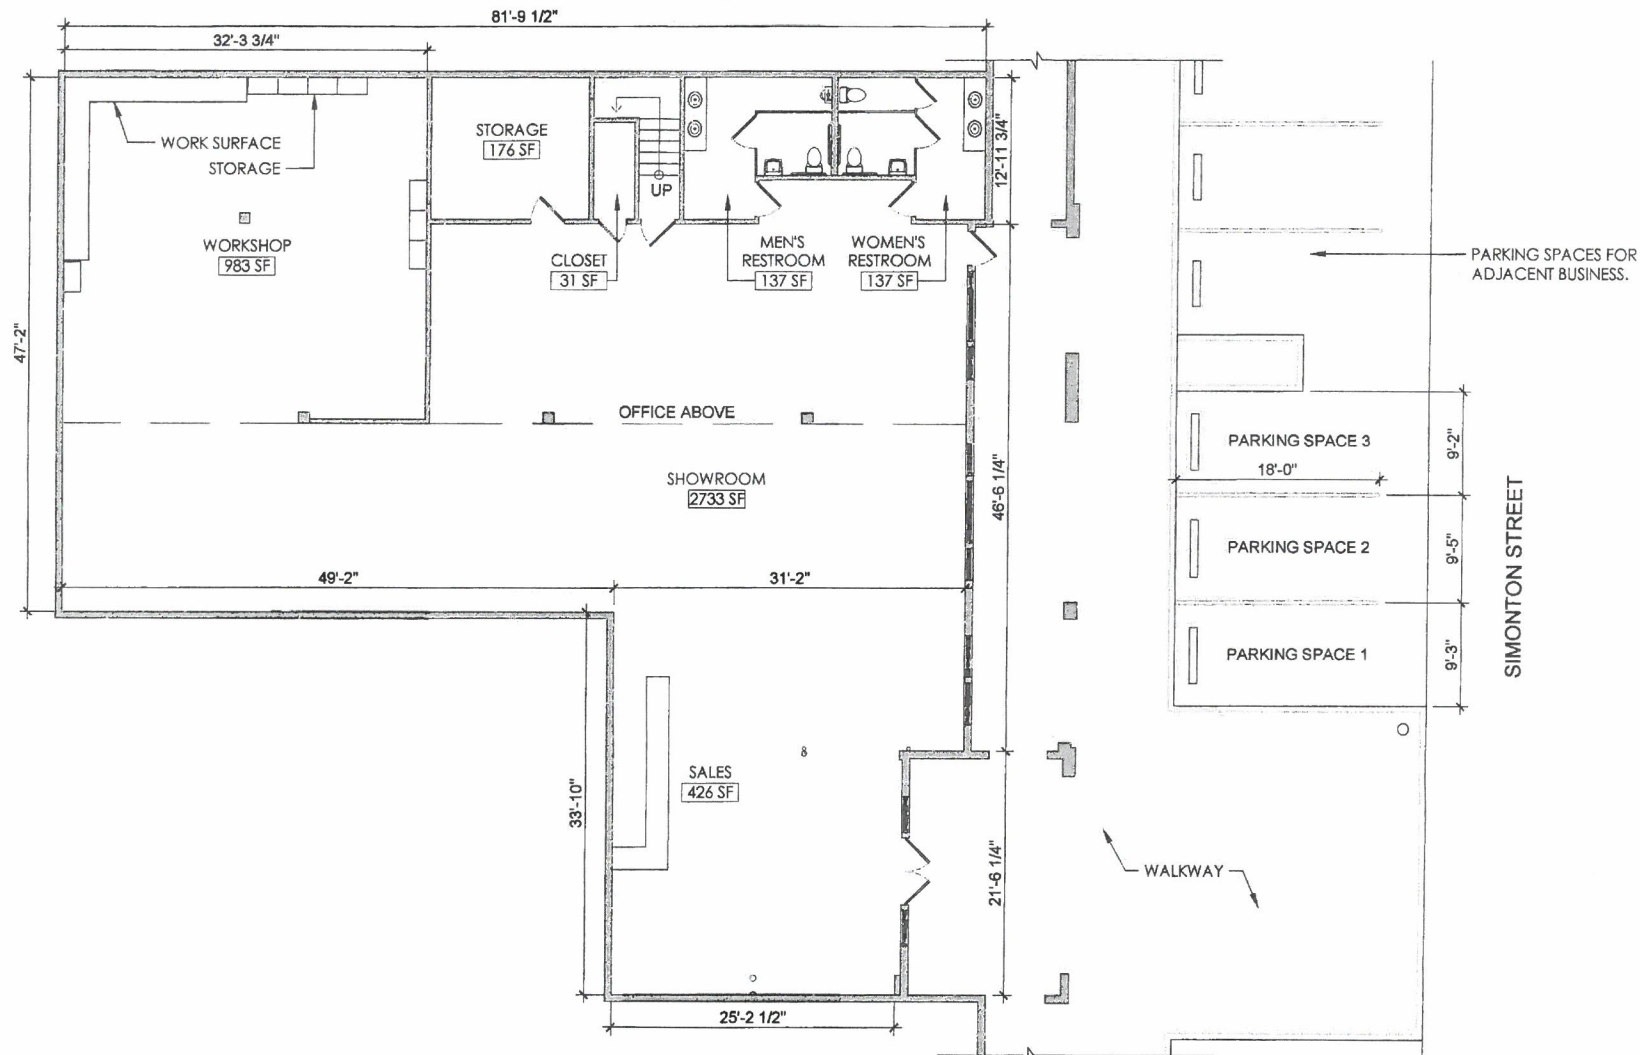 81'-9 1/2"
32'-3 3/4"
WORK SURFACE
STORAGE
STORAGE
176 SF
UP
12'-11 3/4"
WORKSHOP
983 SF
CLOSET
31 SF
MEN'S
RESTROOM
137 SF
WOMEN'S
RESTROOM
137 SF
PARKING SPACES FOR
ADJACENT BUSINESS.
47'-2"
OFFICE ABOVE
SHOWROOM
2733 SF
46'-6 1/4"
PARKING SPACE 3
18'-0"
9'-2"
PARKING SPACE 2
9'-5"
PARKING SPACE 1
9'-3"
SIMONTON STREET
49'-2"
31'-2"
SALES
426 SF
33'-10"
21'-6 1/4"
WALKWAY
25'-2 1/2"